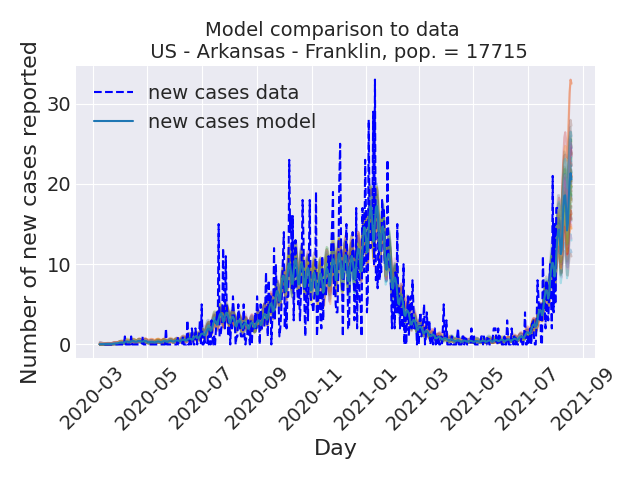 Model comparison to data
US - Arkansas - Franklin, pop. = 17715
Number of new cases reported
30
20
10
0
new cases data
new cases model
2020-03
2020-05
2020-07
2020-09
2020-11
2021-01
2021-03
2021-05
2021-07
2021-09
Day